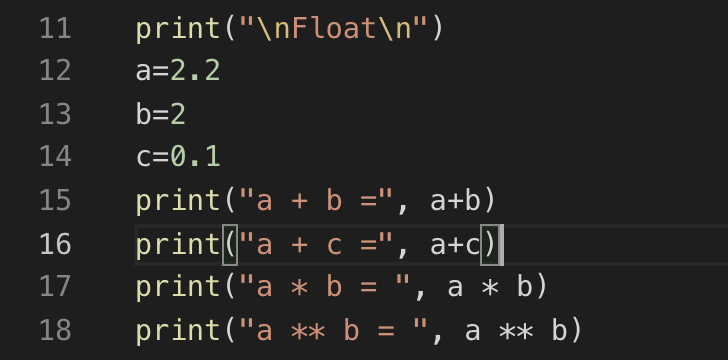 11 print("\nFloat\n")
12 a=2.2
13 b=2
14 c=0.1
15 print("a + b =", a+b)
16 print("a + c =", a+c)
17 print("a * b = ", a * b)
18 print("a ** b = ", a ** b)